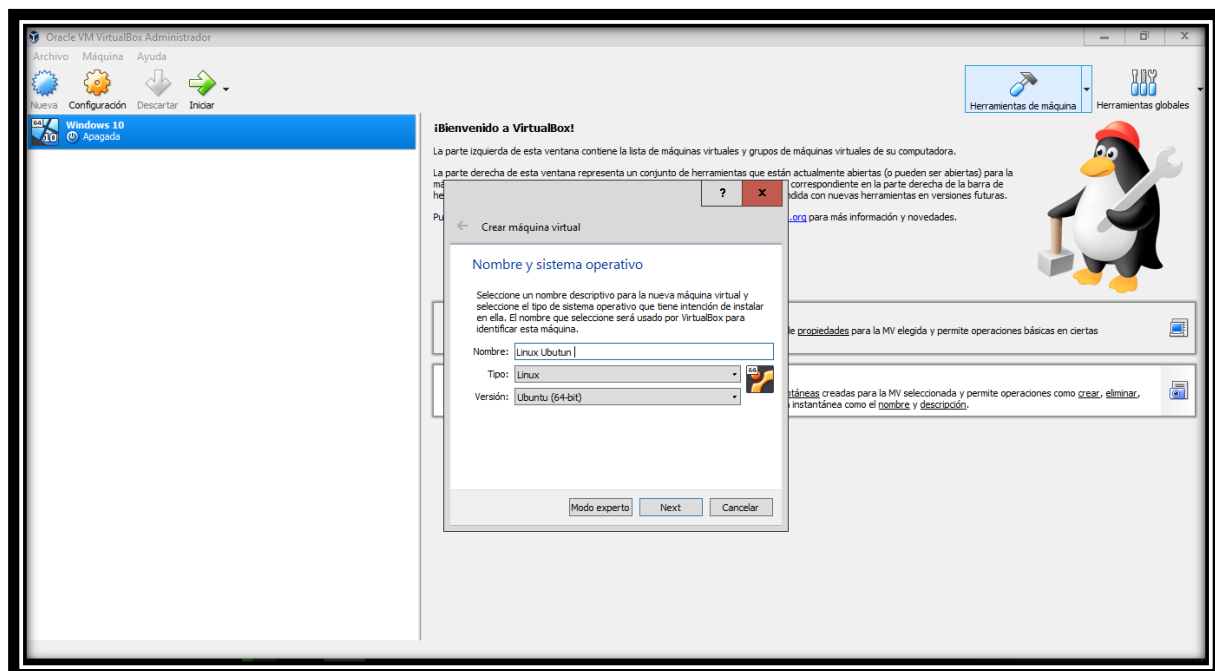 Oracle VM VirtualBox Administrador
Archivo Máquina Ayuda
Nueva Configuración Descartar Iniciar
Herramientas de máquina Herramientas globales
64
10
Windows 10
Apagada
¡Bienvenido a VirtualBox!
La parte izquierda de esta ventana contiene la lista de máquinas virtuales y grupos de máquinas virtuales de su computadora.
La parte derecha de esta ventana representa un conjunto de herramientas que están actualmente abiertas (o pueden ser abiertas) para la
correspondiente en la parte derecha de la barra de
ndida con nuevas herramientas en versiones futuras.
.org para más información y novedades.
? x
Crear máquina virtual
Nombre y sistema operativo
Seleccione un nombre descriptivo para la nueva máquina virtual y
seleccione el tipo de sistema operativo que tiene intención de instalar
en ella. El nombre que seleccione será usado por VirtualBox para
identificar esta máquina.
Nombre: Linux Ubutun
Tipo: Linux
64
Versión: Ubuntu (64-bit)
Modo experto Next Cancelar
de propiedades para la MV elegida y permite operaciones básicas en ciertas
ntáneas creadas para la MV seleccionada y permite operaciones como crear, eliminar,
instantánea como el nombre y descripción.